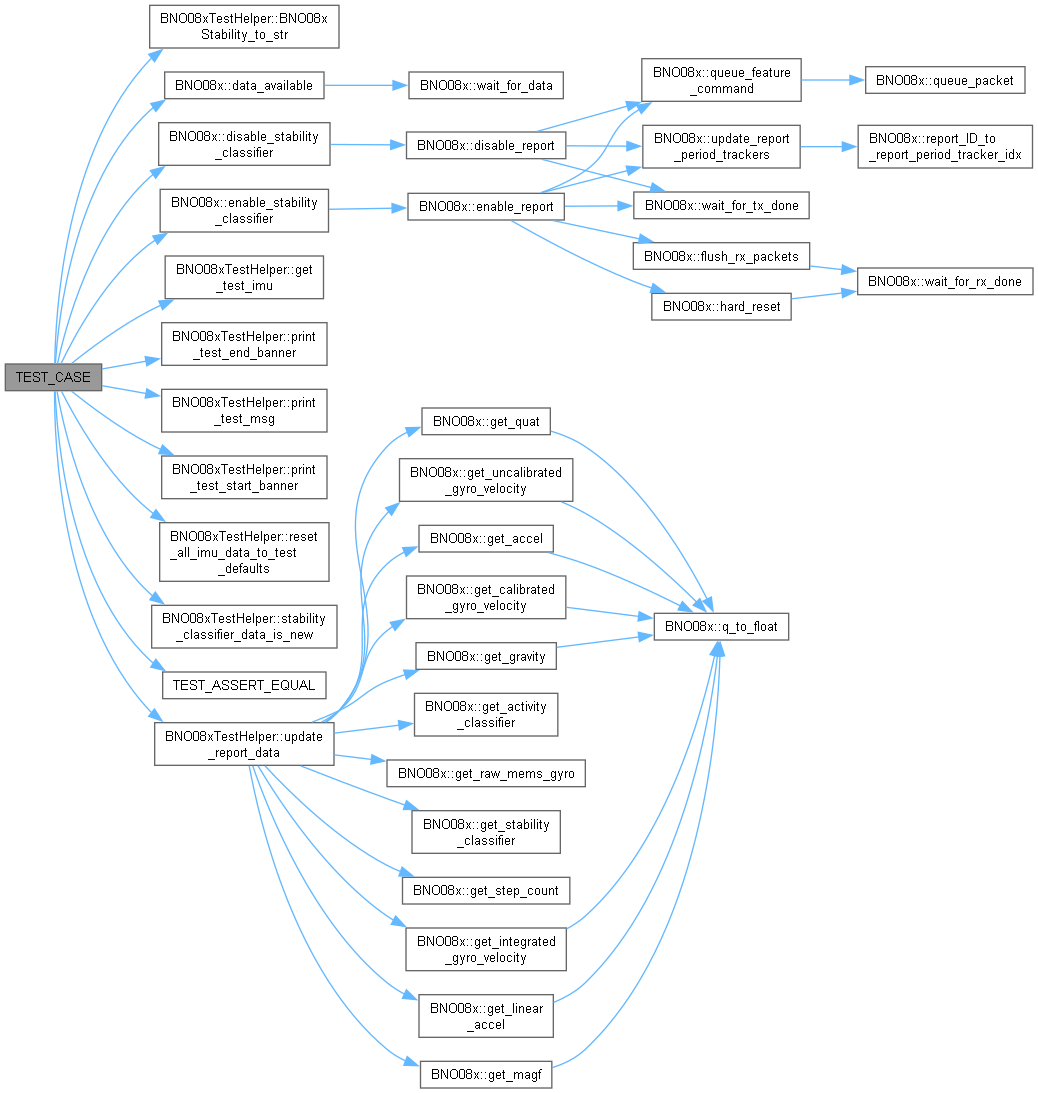 BNO08xTestHelper::BNO08x
Stability_to_str
BNO08x::data_available
BNO08x::wait_for_data
BNO08x::queue_feature
_command
BNO08x::queue_packet
BNO08x::disable_stability
_classifier
BNO08x::disable_report
BNO08x::update_report
_period_trackers
BNO08x::report_ID_to
_report_period_tracker_idx
BNO08x::enable_stability
_classifier
BNO08x::enable_report
BNO08x::wait_for_tx_done
BNO08x::flush_rx_packets
BNO08xTestHelper::get
_test_imu
BNO08x::wait_for_rx_done
BNO08x::hard_reset
BNO08xTestHelper::print
_test_end_banner
TEST_CASE
BNO08xTestHelper::print
_test_msg
BNO08x::get_quat
BNO08xTestHelper::print
_test_start_banner
BNO08x::get_uncalibrated
_gyro_velocity
BNO08xTestHelper::reset
_all_imu_data_to_test
_defaults
BNO08x::get_accel
BNO08x::get_calibrated
_gyro_velocity
BNO08xTestHelper::stability
_classifier_data_is_new
BNO08x::q_to_float
BNO08x::get_gravity
TEST_ASSERT_EQUAL
BNO08x::get_activity
_classifier
BNO08xTestHelper::update
_report_data
BNO08x::get_raw_mems_gyro
BNO08x::get_stability
_classifier
BNO08x::get_step_count
BNO08x::get_integrated
_gyro_velocity
BNO08x::get_linear
_accel
BNO08x::get_magf